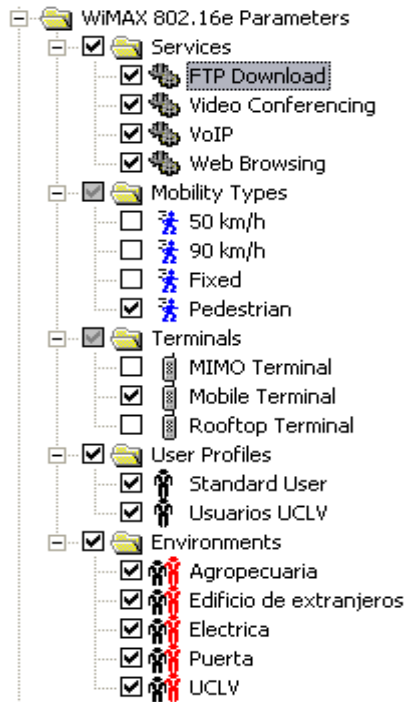 WiMAX 802.16e Parameters
Services
FTP Download
Video Conferencing
VoIP
Web Browsing
Mobility Types
50 km/h
90 km/h
Fixed
Pedestrian
Terminals
MIMO Terminal
Mobile Terminal
Rooftop Terminal
User Profiles
Standard User
Usuarios UCLV
Environments
Agropecuaria
Edificio de extranjeros
Electrica
Puerta
UCLV